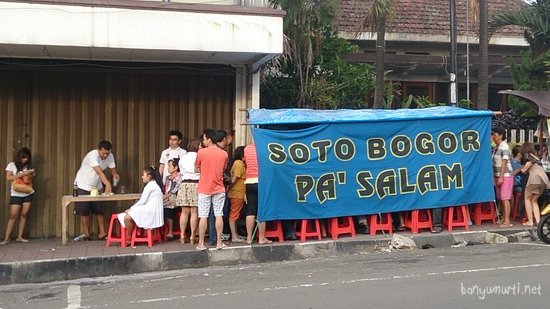 SOTO BOGOR
PA' SALAM
banyumurti.net